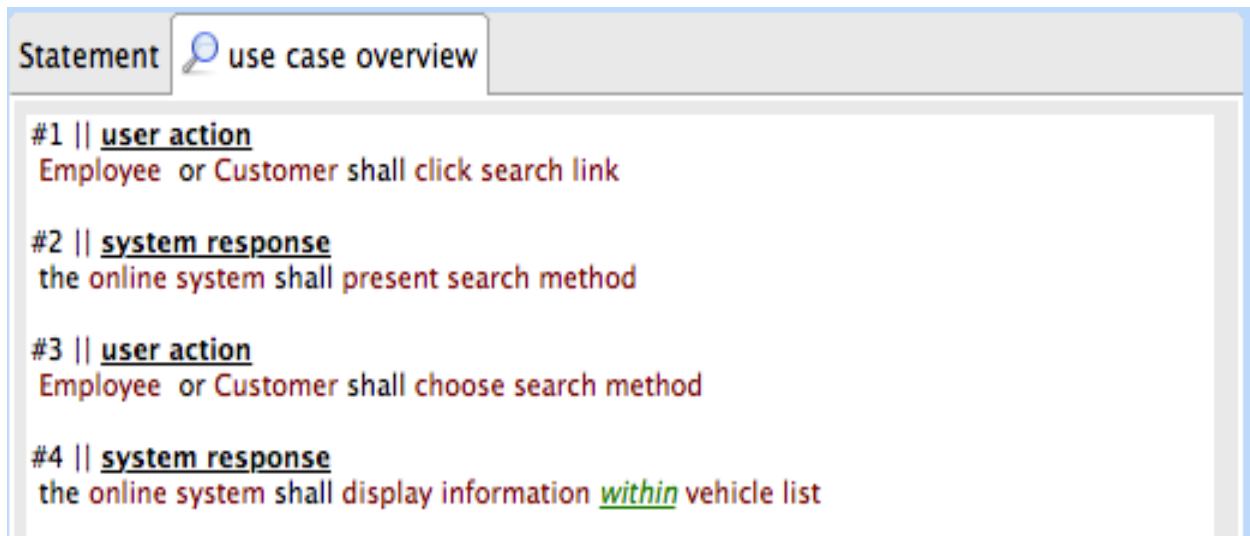 Statement use case overview
#1 || user action
Employee or Customer shall click search link
#2 || system response
the online system shall present search method
#3 || user action
Employee or Customer shall choose search method
#4 || system response
the online system shall display information within vehicle list